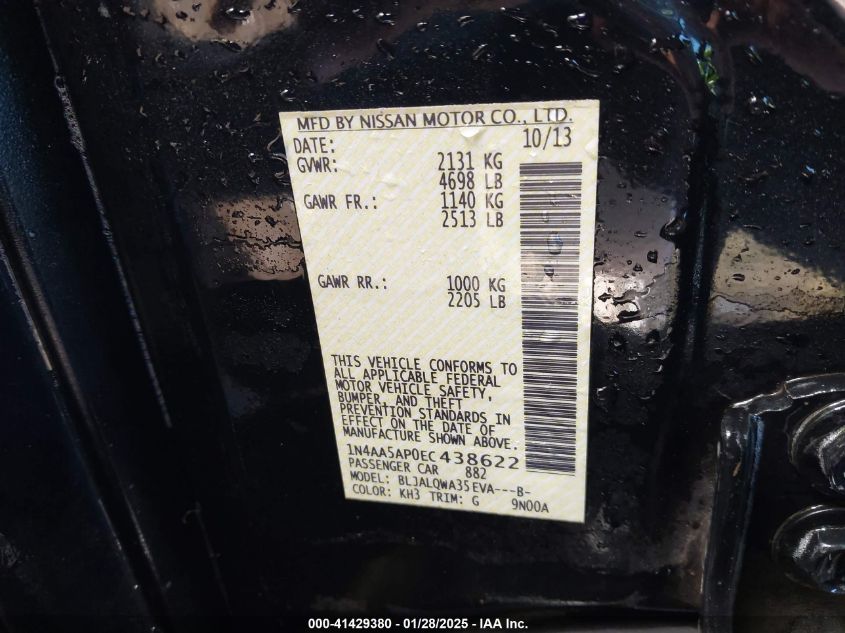 MFD BY NISSAN MOTOR CO., LTD.
DATE: 10/13
GVWR: 2131 KG
4698 LB
GAWR FR.: 1140 KG
2513 LB
GAWR RR.: 1000 KG
2205 LB
THIS VEHICLE CONFORMS TO
ALL APPLICABLE FEDERAL
MOTOR VEHICLE SAFETY,
BUMPER, AND THEFT
PREVENTION STANDARDS IN
EFFECT ON THE DATE OF
MANUFACTURE SHOWN ABOVE.
1N4AA5AP0EC438622
PASSENGER CAR 882
MODEL: BLJALQWA35EVA---B-
COLOR: KH3 TRIM: G 9N00A
000-41429380 - 01/28/2025 - IAA Inc.